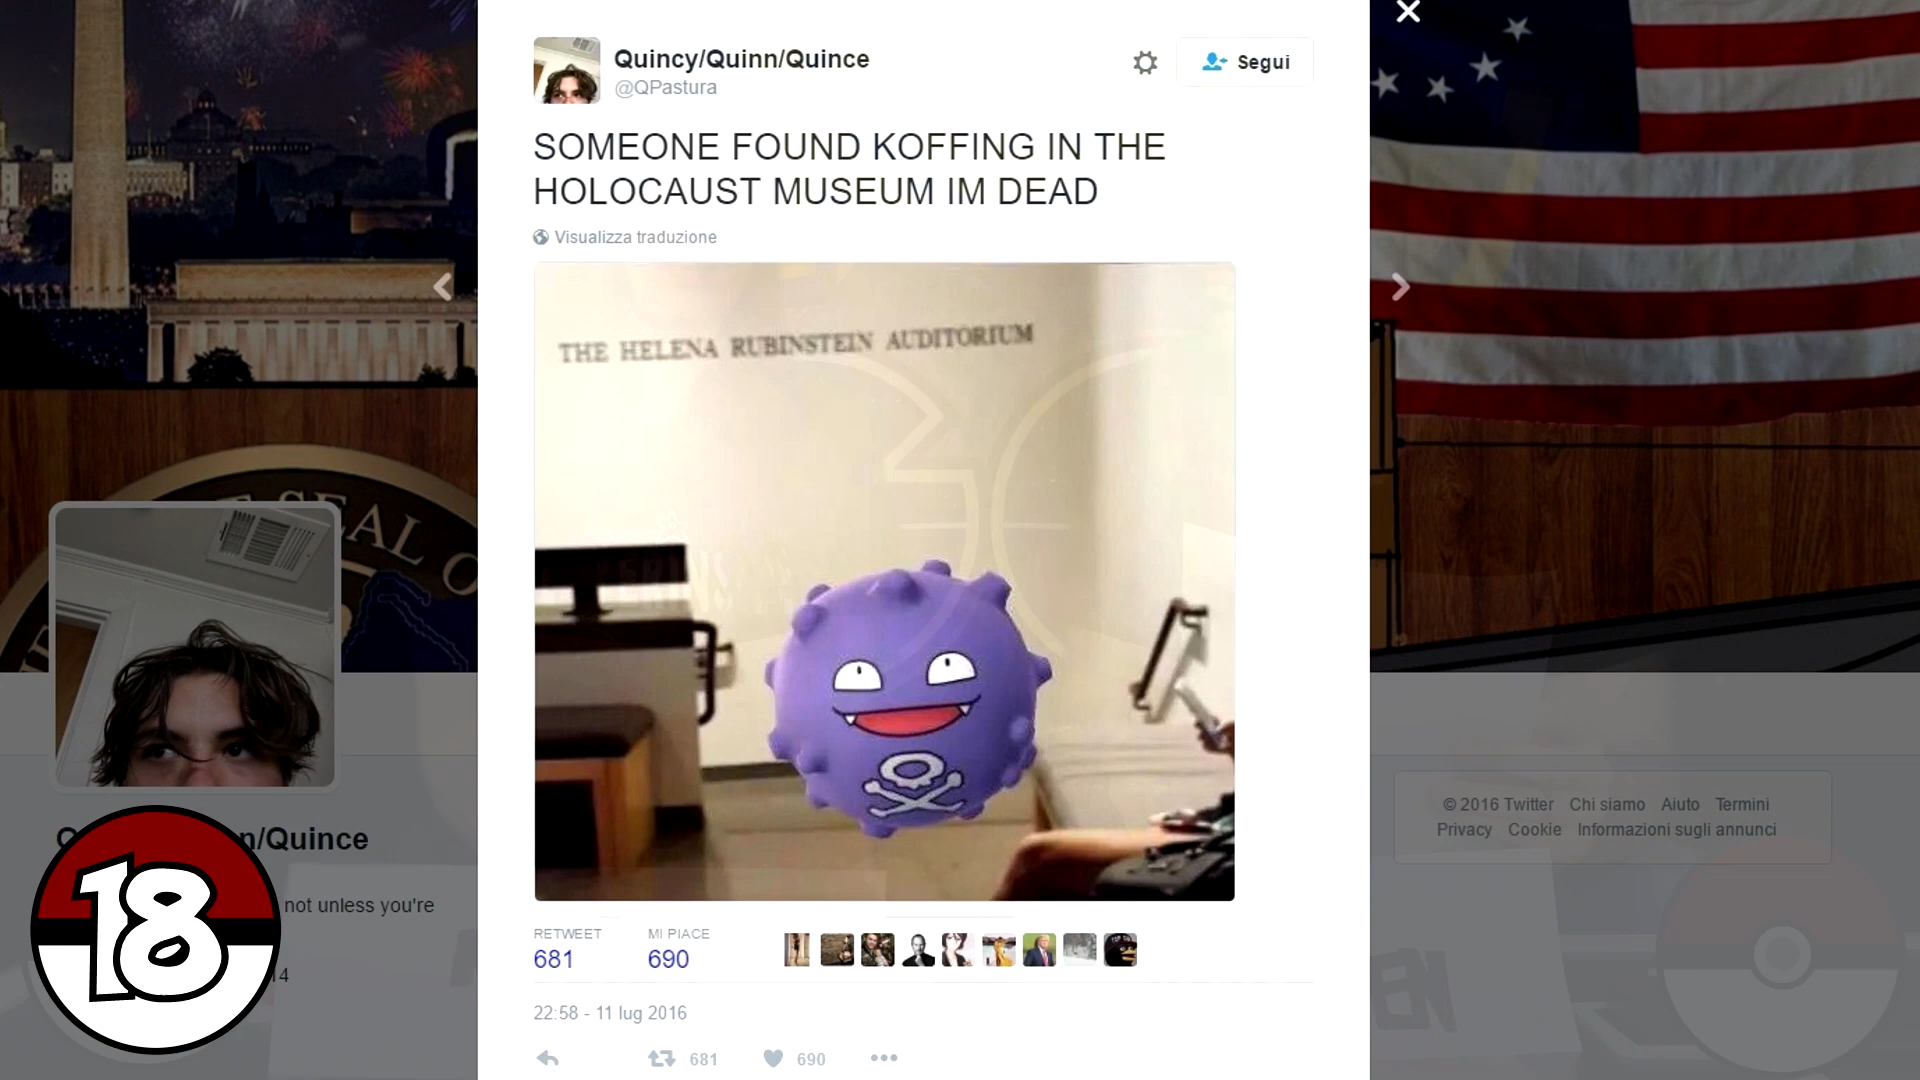 Quincy/Quinn/Quince
@QPastura
Segui
SOMEONE FOUND KOFFING IN THE
HOLOCAUST MUSEUM IM DEAD
Visualizza traduzione
THE HELENA RUBINSTEIN AUDITORIUM
SEAL O
n/Quince
not unless you're
14
18
RETWEET
681
MI PIACE
690
22:58 - 11 lug 2016
681
690
© 2016 Twitter Chi siamo Aiuto Termini
Privacy Cookie Informazioni sugli annunci